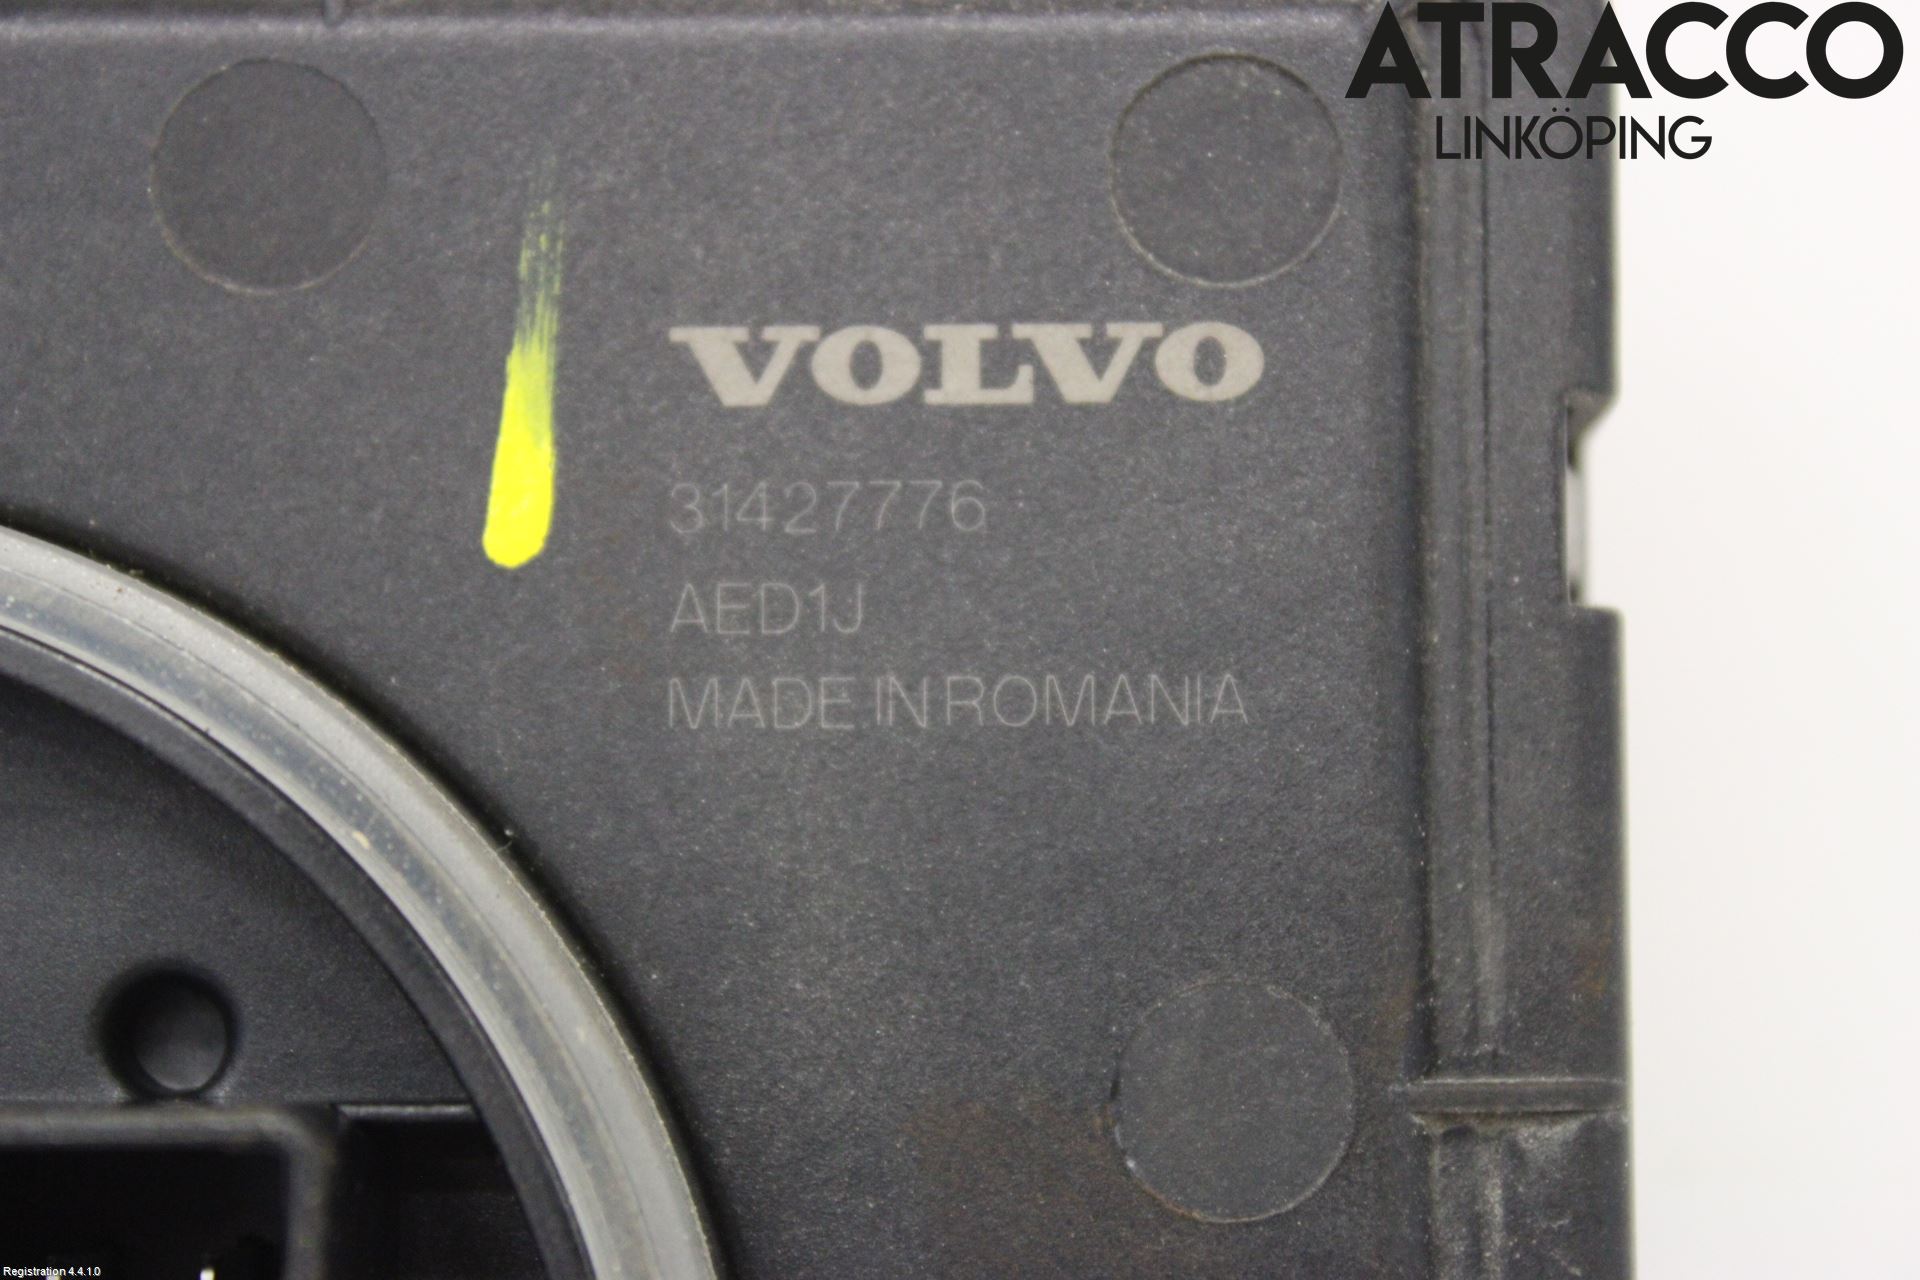 ATRACCO
LINKÖPING
VOLVO
31427776
AED1J
MADE IN ROMANIA
Registration 4.4.1.0